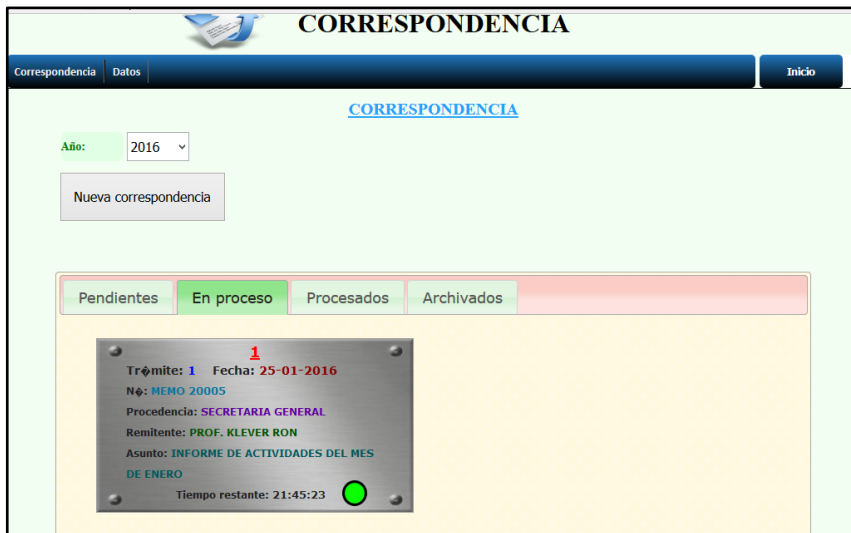 CORRESPONDENCIA
Correspondencia Datos Inicio
CORRESPONDENCIA
Año: 2016
Nueva correspondencia
Pendientes En proceso Procesados Archivados
1
Tr�mite: 1 Fecha: 25-01-2016
N�: MEMO 20005
Procedencia: SECRETARIA GENERAL
Remitente: PROF. KLEVER RON
Asunto: INFORME DE ACTIVIDADES DEL MES
DE ENERO
Tiempo restante: 21:45:23